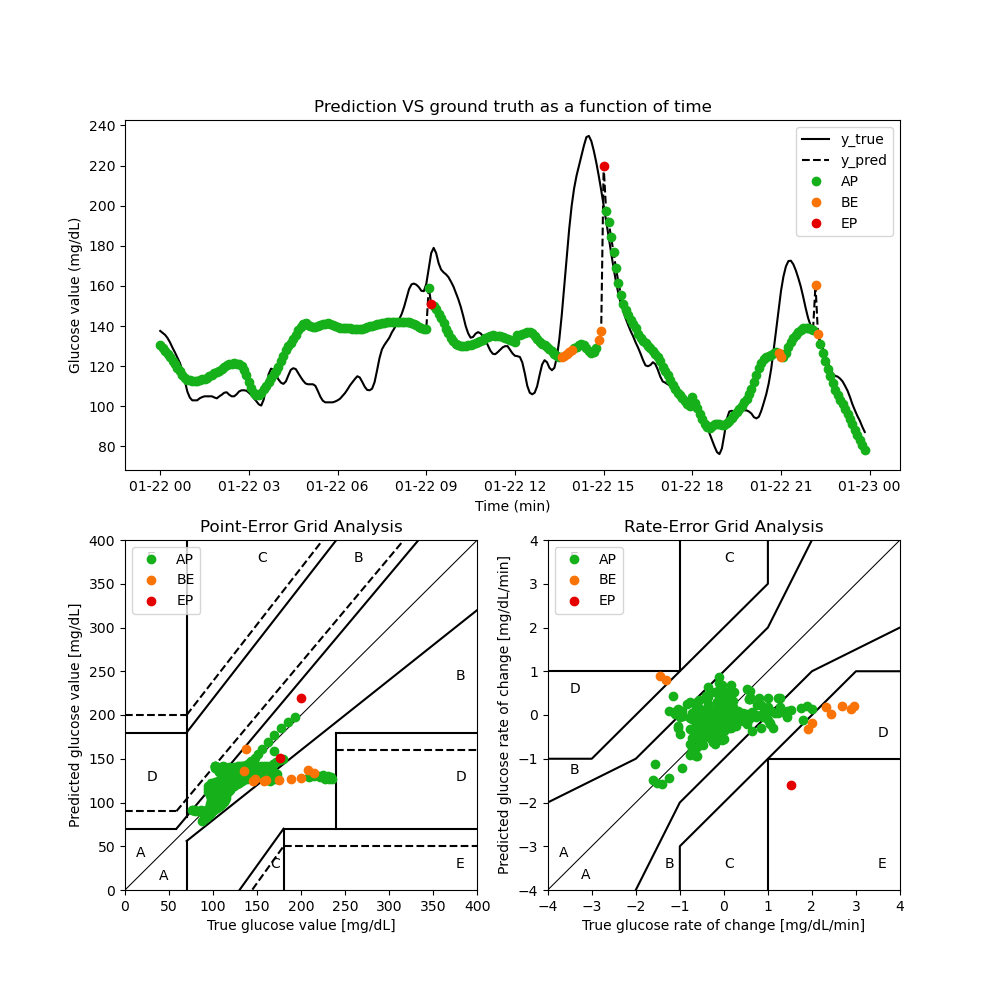 Prediction VS ground truth as a function of time
240
220
200
180
160
140
120
100
80
Glucose value (mg/dL)
y_true
y_pred
AP
BE
EP
01-22 00 01-22 03 01-22 06 01-22 09 01-22 12 01-22 15 01-22 18 01-22 21 01-23 00
Time (min)
Point-Error Grid Analysis
400
350
300
250
200
150
100
50
0
Predicted glucose value [mg/dL]
AP
BE
EP
C
B
B
D
D
A
A
C
E
0 50 100 150 200 250 300 350 400
True glucose value [mg/dL]
Rate-Error Grid Analysis
4
3
2
1
0
−1
−2
−3
−4
Predicted glucose rate of change [mg/dL/min]
AP
BE
EP
C
D
D
B
A
A
B
C
E
−4 −3 −2 −1 0 1 2 3 4
True glucose rate of change [mg/dL/min]